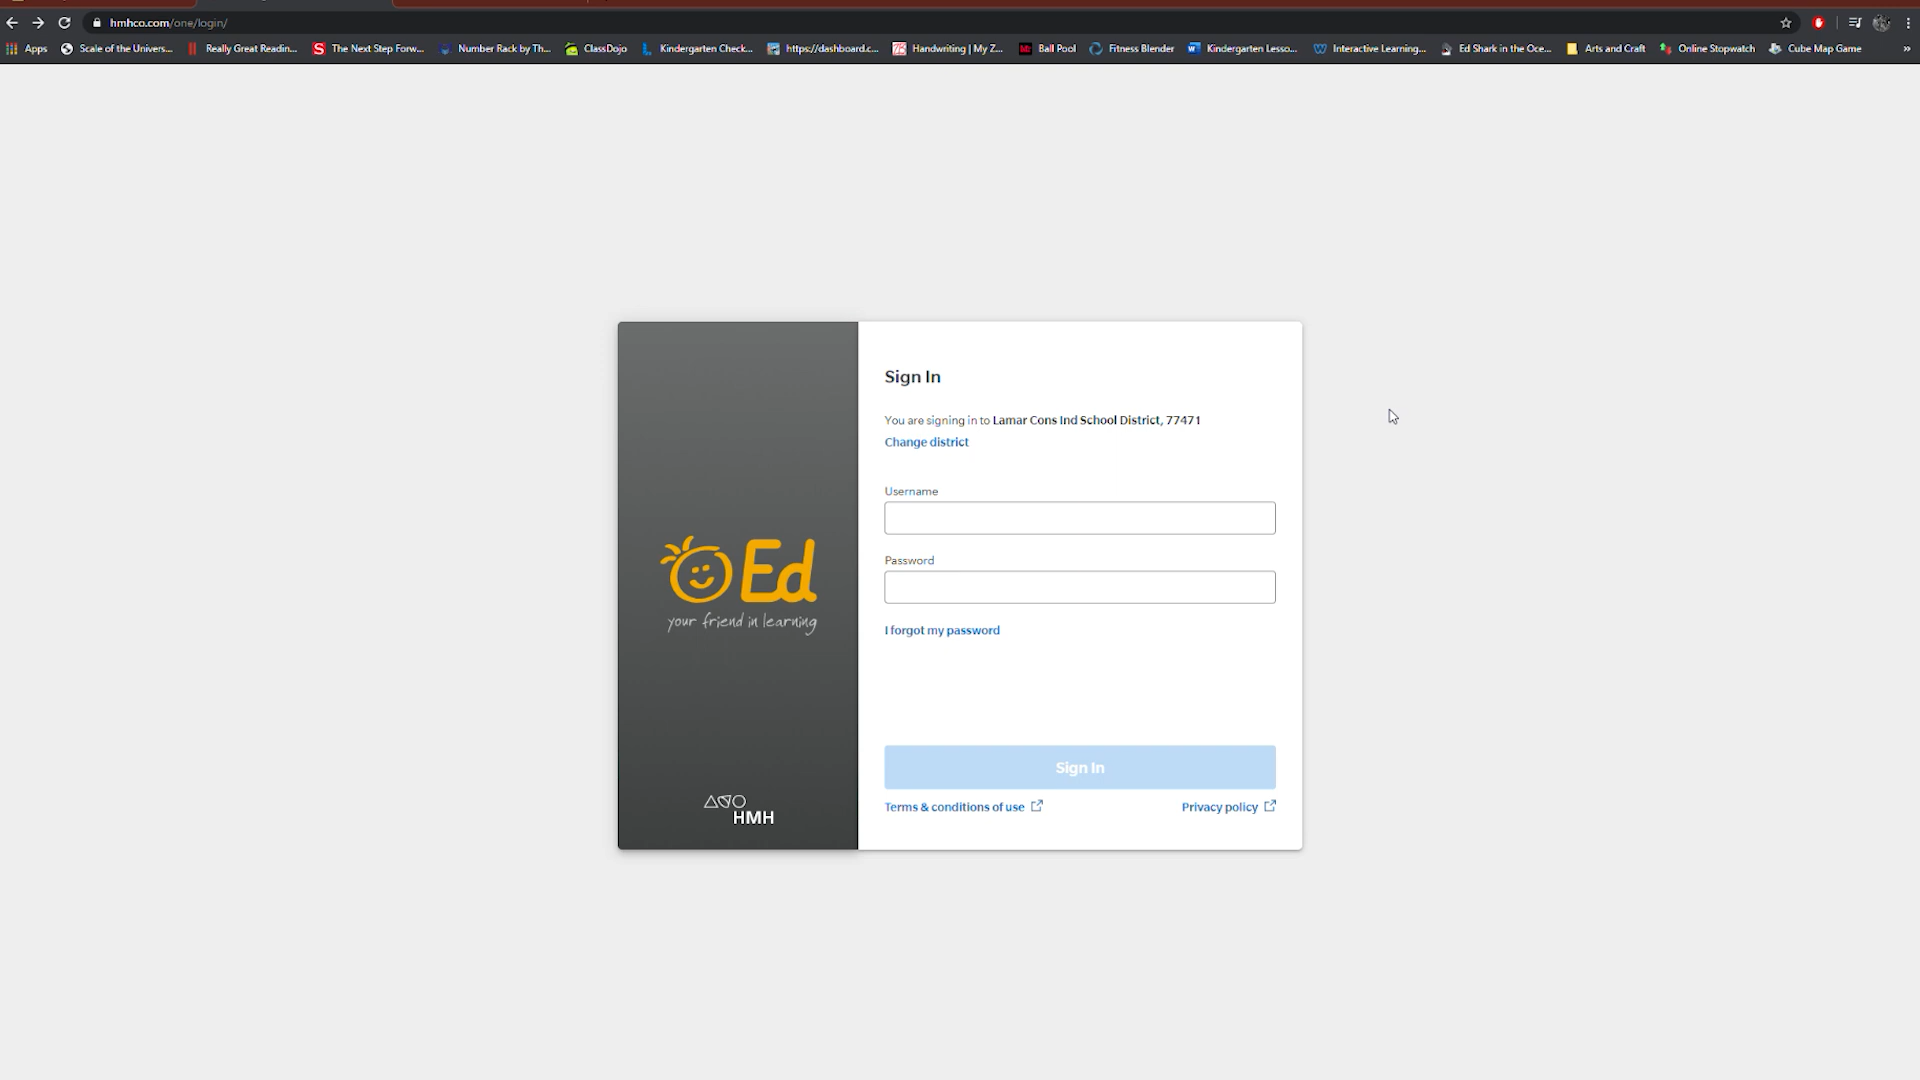 hmhco.com/one/login/
Apps Scale of the Univers... Really Great Readin... The Next Step Forw... Number Rack by Th... ClassDojo Kindergarten Check... https://dashboard.c... Handwriting | My Z... Ball Pool Fitness Blender Kindergarten Lesso... Interactive Learning... Ed Shark in the Oce... Arts and Craft Online Stopwatch Cube Map Game »
Sign In
You are signing in to Lamar Cons Ind School District, 77471
Change district
Username
Password
I forgot my password
Sign In
Terms & conditions of use
Privacy policy
Ed
your friend in learning
HMH